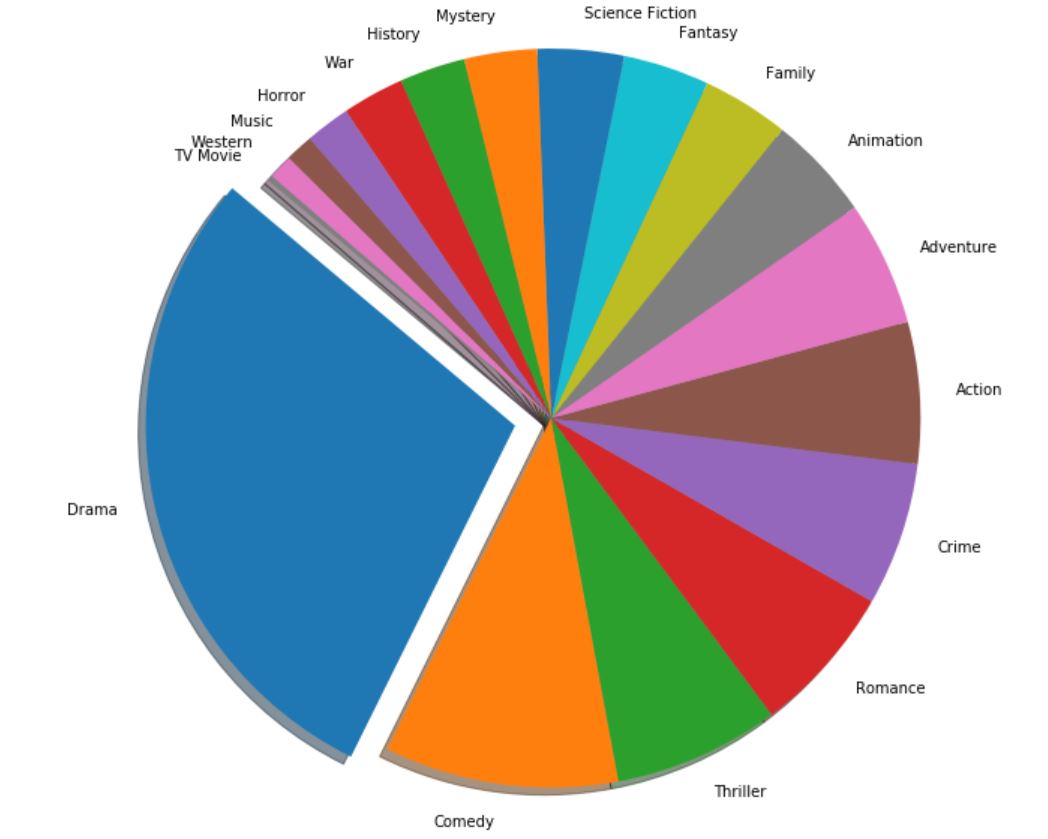 Science Fiction
Mystery
Fantasy
History
War
Family
Horror
Music
Animation
Western
TV Movie
Adventure
Action
Drama
Crime
Romance
Thriller
Comedy